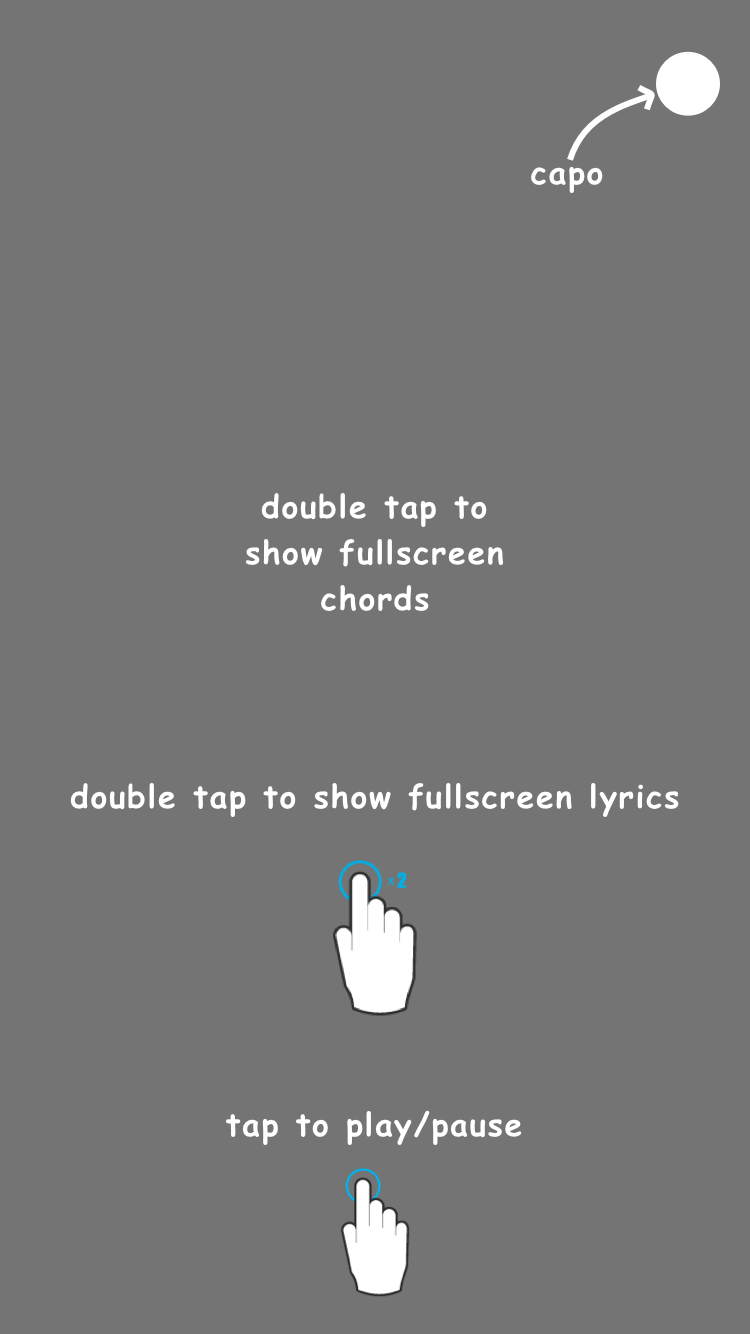 capo
double tap to
show fullscreen
chords
double tap to show fullscreen lyrics
x2
tap to play/pause